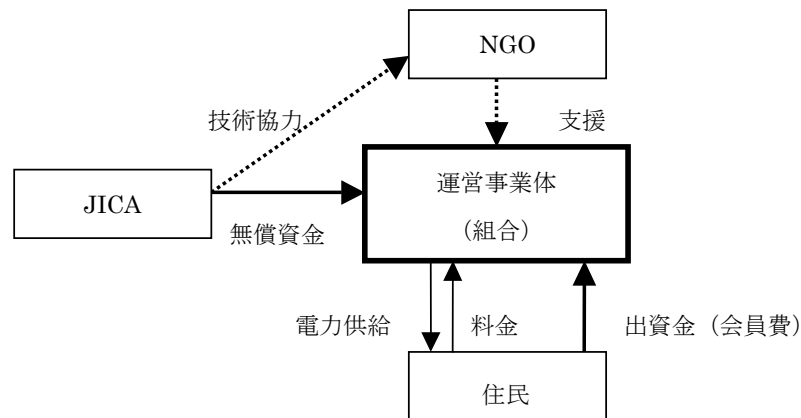 NGO
技術協力
支援
運営事業体
（組合）
JICA
無償資金
電力供給
料金
出資金（会員費）
住民